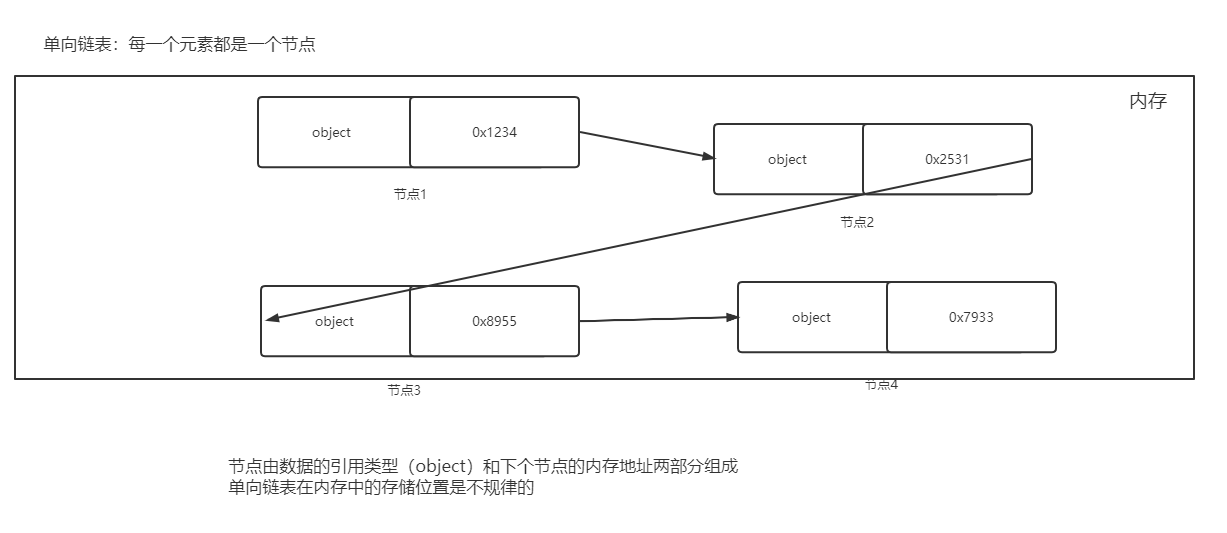 单向链表：每一个元素都是一个节点
内存
object
0x1234
节点1
object
0x2531
节点2
object
0x8955
节点3
object
0x7933
节点4
节点由数据的引用类型（object）和下个节点的内存地址两部分组成
单向链表在内存中的存储位置是不规律的